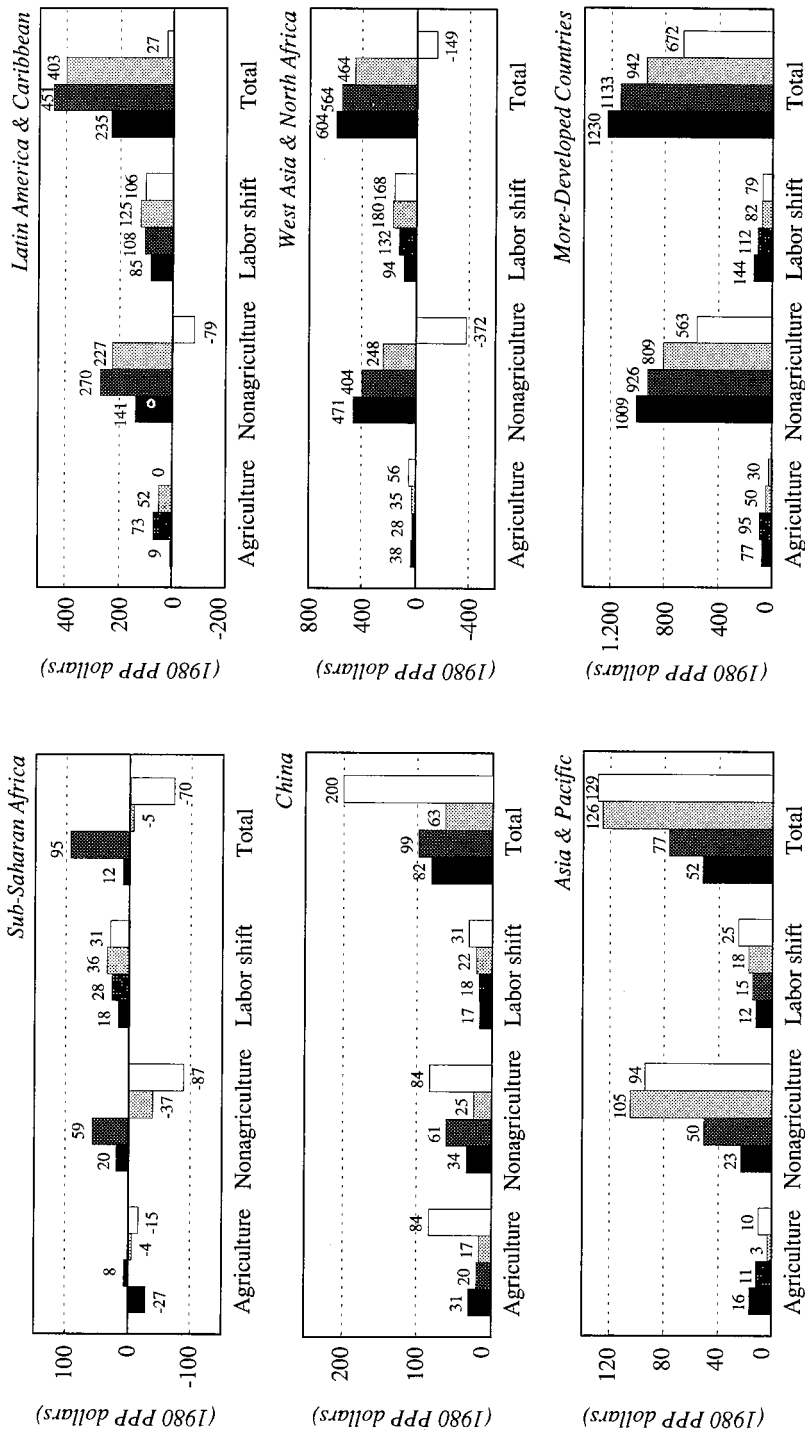 Sub-Saharan Africa
(1980 PPP dollars)
100
0
-100
-27 8 -4 -15
20 59 -37 -87
18 28 36 31
12 95 -5 -70
Agriculture Nonagriculture Labor shift Total
Latin America & Caribbean
(1980 PPP dollars)
400
200
0
-200
9 73 52 0
141 270 227 -79
85 108 125 106
235 451 403 27
Agriculture Nonagriculture Labor shift Total
China
(1980 PPP dollars)
200
100
0
31 20 17 84
34 61 25 84
17 18 22 31
82 99 63 200
Agriculture Nonagriculture Labor shift Total
West Asia & North Africa
(1980 PPP dollars)
800
400
0
-400
38 28 35 56
471 404 248 -372
94 132 180 168
604 564 464 -149
Agriculture Nonagriculture Labor shift Total
Asia & Pacific
(1980 PPP dollars)
120
80
40
0
16 11 3 10
23 50 105 94
12 15 18 25
52 77 126 129
Agriculture Nonagriculture Labor shift Total
More-Developed Countries
(1980 PPP dollars)
1.200
800
400
0
77 95 50 30
1009 926 809 563
144 112 82 79
1230 1133 942 672
Agriculture Nonagriculture Labor shift Total